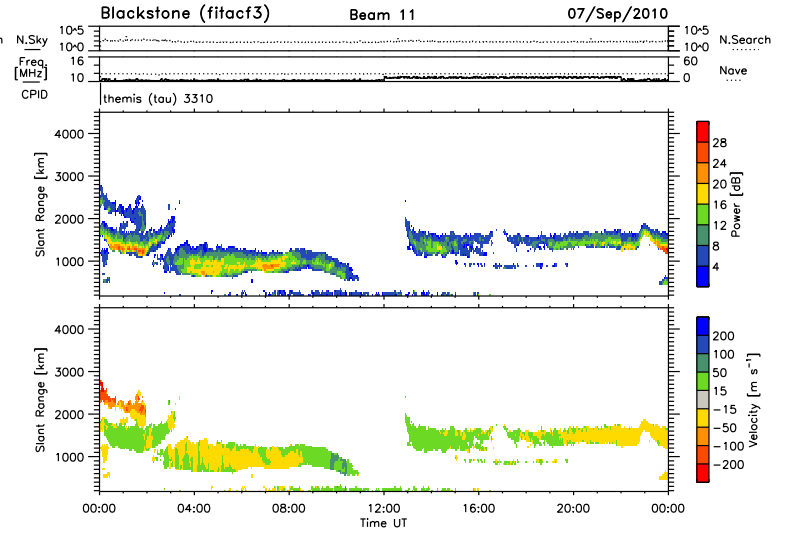 Blackstone (fitacf3) Beam 11 07/Sep/2010
10^5 10^5
N.Sky N.Search
10^0 10^0
Freq. 16 60
[MHz] Nave
10 0
CPID themis (tau) 3310
4000
3000
2000
1000
Slant Range [km]
28
24
20
16
12
8
4
Power [dB]
4000
3000
2000
1000
Slant Range [km]
200
100
50
15
-15
-50
-100
-200
Velocity [m s⁻¹]
00:00 04:00 08:00 12:00 16:00 20:00 00:00
Time UT